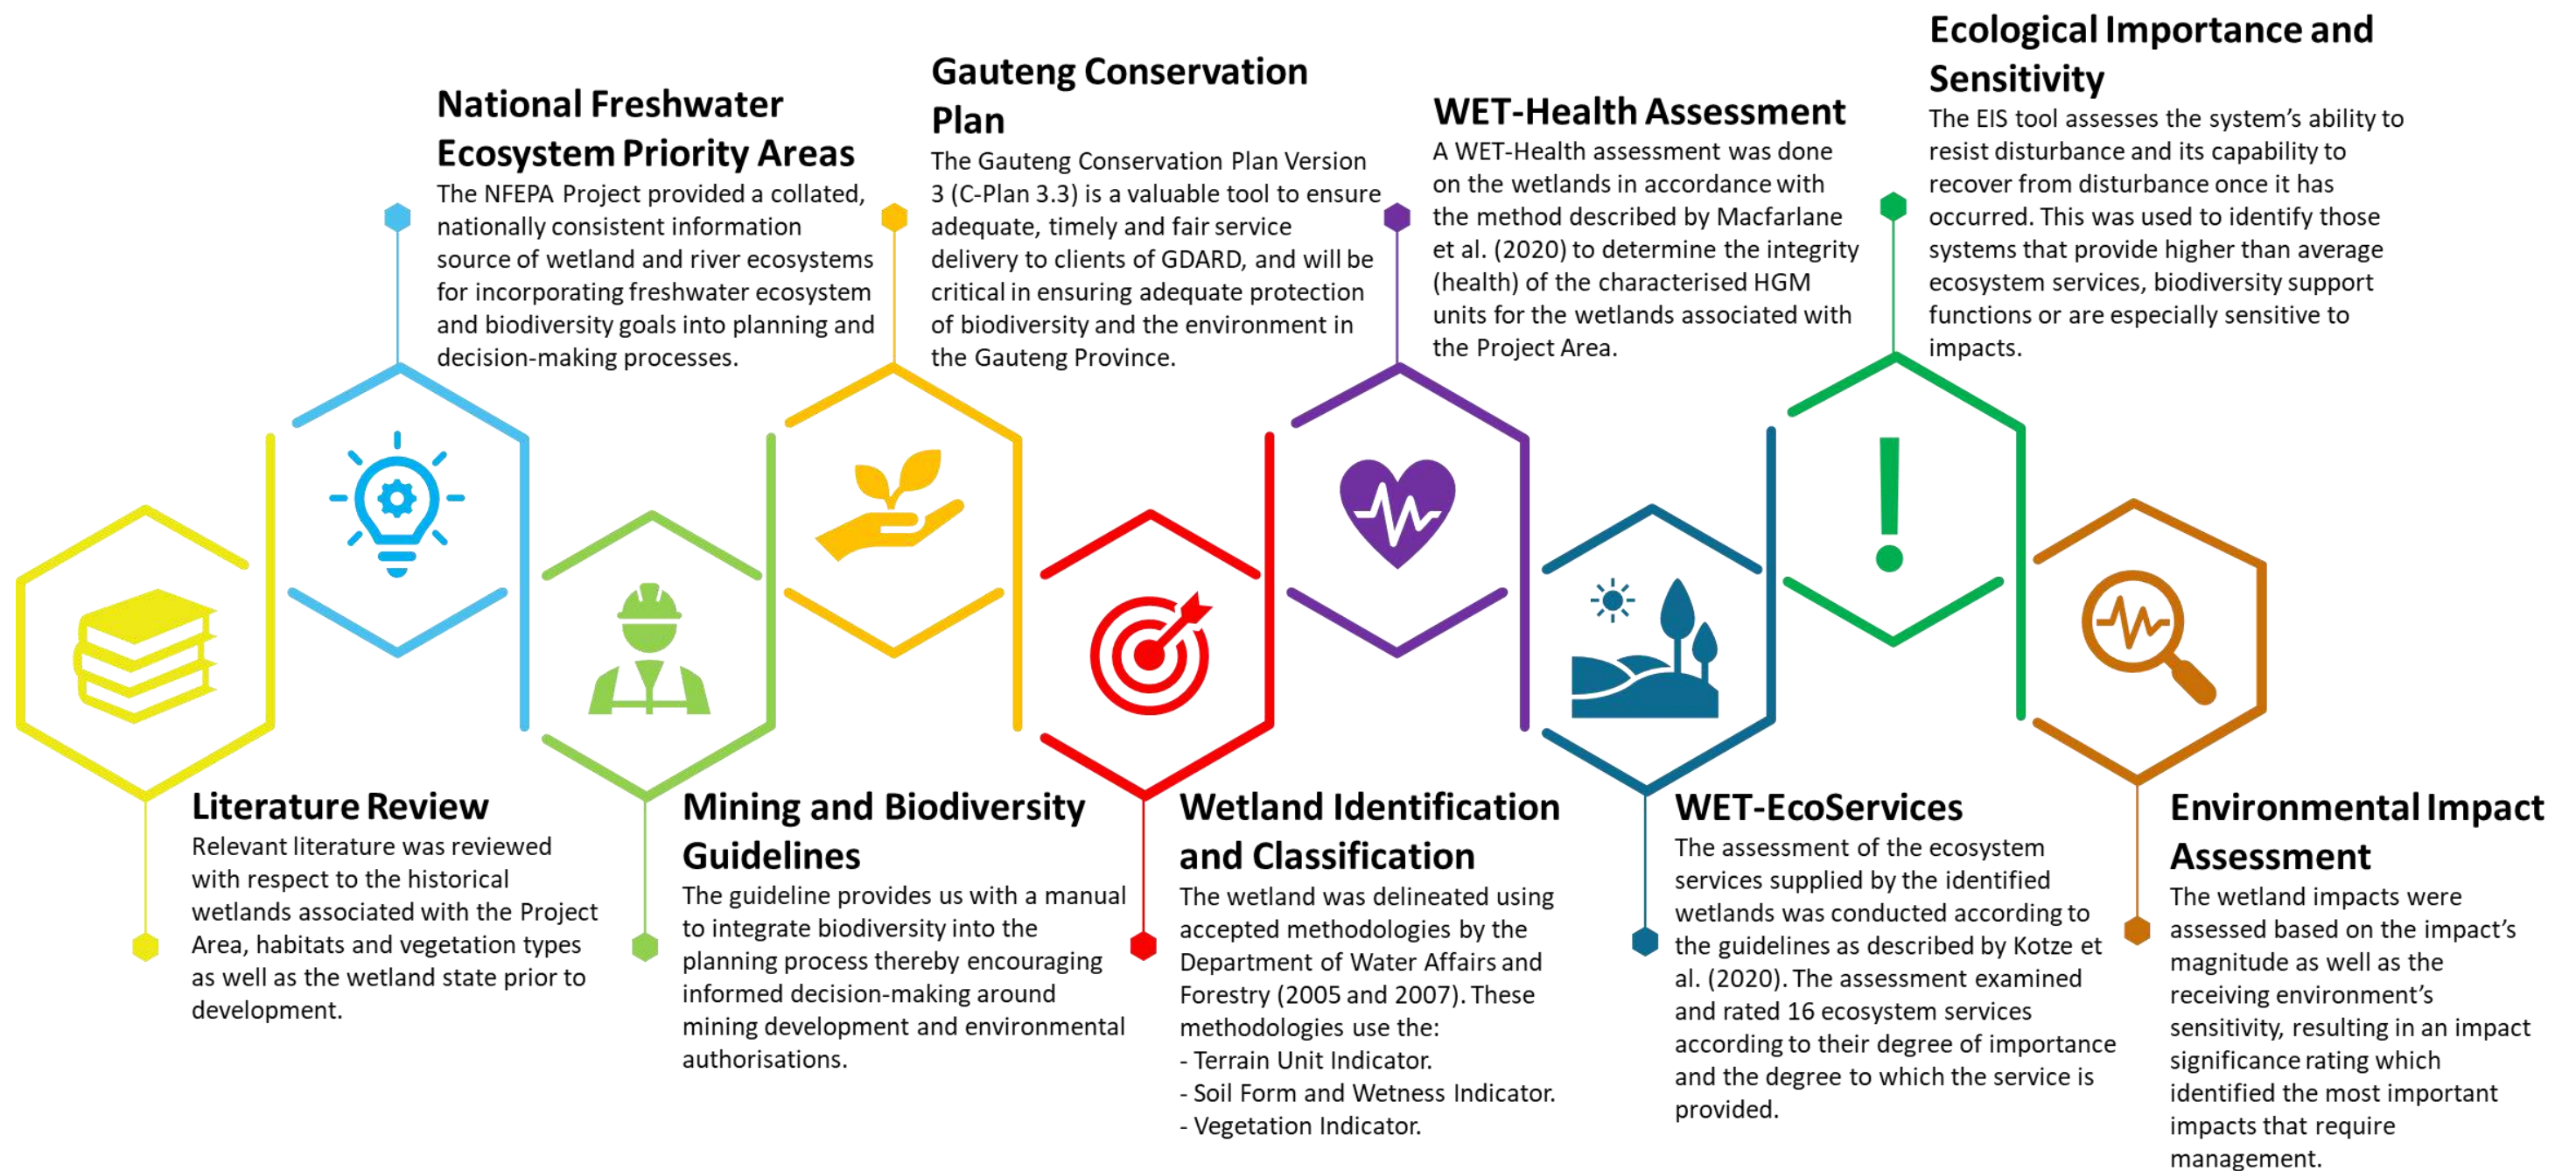 National Freshwater
Ecosystem Priority Areas
The NFEPA Project provided a collated,
nationally consistent information
source of wetland and river ecosystems
for incorporating freshwater ecosystem
and biodiversity goals into planning and
decision-making processes.
Gauteng Conservation
Plan
The Gauteng Conservation Plan Version
3 (C-Plan 3.3) is a valuable tool to ensure
adequate, timely and fair service
delivery to clients of GDARD, and will be
critical in ensuring adequate protection
of biodiversity and the environment in
the Gauteng Province.
WET-Health Assessment
A WET-Health assessment was done
on the wetlands in accordance with
the method described by Macfarlane
et al. (2020) to determine the integrity
(health) of the characterised HGM
units for the wetlands associated with
the Project Area.
Ecological Importance and
Sensitivity
The EIS tool assesses the system’s ability to
resist disturbance and its capability to
recover from disturbance once it has
occurred. This was used to identify those
systems that provide higher than average
ecosystem services, biodiversity support
functions or are especially sensitive to
impacts.
Literature Review
Relevant literature was reviewed
with respect to the historical
wetlands associated with the Project
Area, habitats and vegetation types
as well as the wetland state prior to
development.
Mining and Biodiversity
Guidelines
The guideline provides us with a manual
to integrate biodiversity into the
planning process thereby encouraging
informed decision-making around
mining development and environmental
authorisations.
Wetland Identification
and Classification
The wetland was delineated using
accepted methodologies by the
Department of Water Affairs and
Forestry (2005 and 2007). These
methodologies use the:
- Terrain Unit Indicator.
- Soil Form and Wetness Indicator.
- Vegetation Indicator.
WET-EcoServices
The assessment of the ecosystem
services supplied by the identified
wetlands was conducted according to
the guidelines as described by Kotze et
al. (2020). The assessment examined
and rated 16 ecosystem services
according to their degree of importance
and the degree to which the service is
provided.
Environmental Impact
Assessment
The wetland impacts were
assessed based on the impact’s
magnitude as well as the
receiving environment’s
sensitivity, resulting in an impact
significance rating which
identified the most important
impacts that require
management.